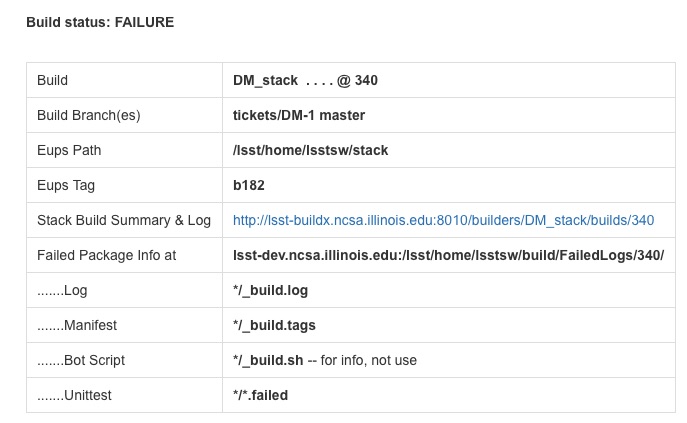 Build status: FAILURE
Build DM_stack . . . . @ 340
Build Branch(es) tickets/DM-1 master
Eups Path /lsst/home/lsstsw/stack
Eups Tag b182
Stack Build Summary & Log http://lsst-buildx.ncsa.illinois.edu:8010/builders/DM_stack/builds/340
Failed Package Info at lsst-dev.ncsa.illinois.edu:/lsst/home/lsstsw/build/FailedLogs/340/
.......Log */_build.log
.......Manifest */_build.tags
.......Bot Script */_build.sh -- for info, not use
.......Unittest */*.failed